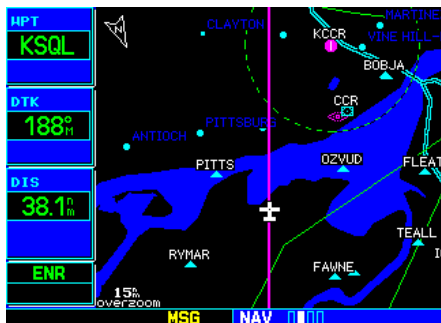 WPT
KSQL
DTK
188°M
DIS
38.1nm
ENR
CLAYTON
KCCR
MARTINE
VINE HILL-
BOBJA
CCR
PITTSBURG
ANTIOCH
PITTS
OZVUD
FLEAT
RYMAR
TEALL
FAWNE
15nm
overzoom
MSG
NAV